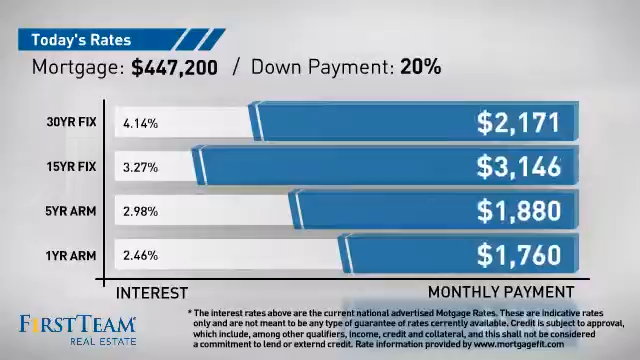 Today's Rates
Mortgage: $447,200 / Down Payment: 20%
30YR FIX 4.14% $2,171
15YR FIX 3.27% $3,146
5YR ARM 2.98% $1,880
1YR ARM 2.46% $1,760
INTEREST MONTHLY PAYMENT
* The interest rates above are the current national advertised Mortgage Rates. These are indicative rates
only and are not meant to be any type of guarantee of rates currently available. Credit is subject to approval,
which include, among other qualifiers, income, credit and collateral, and this shall not be considered
a commitment to lend or externd credit. Rate information provided by www.mortgagefit.com
FIRSTTEAM®
REAL ESTATE